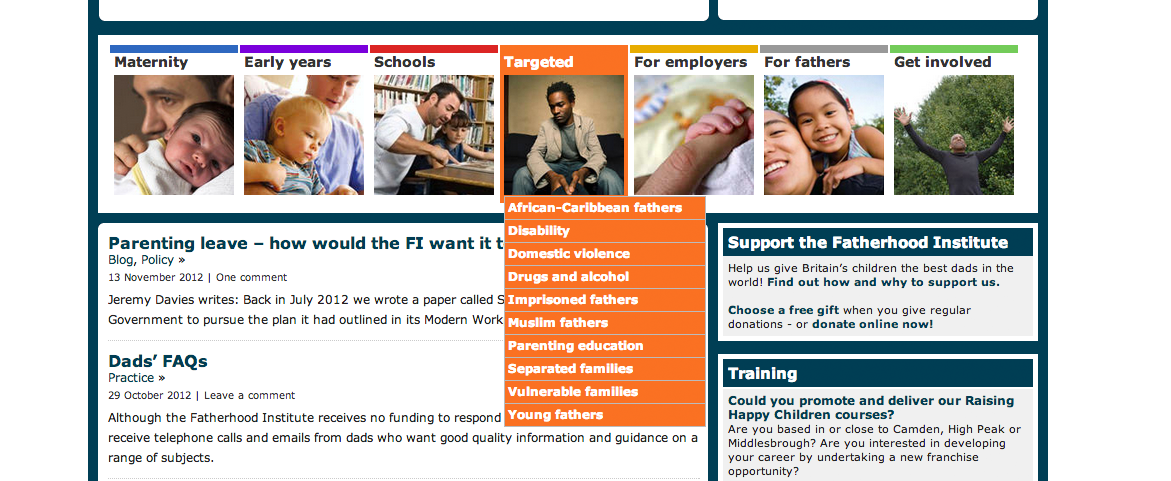 Maternity
Early years
Schools
Targeted
For employers
For fathers
Get involved
African-Caribbean fathers
Disability
Domestic violence
Drugs and alcohol
Imprisoned fathers
Muslim fathers
Parenting education
Separated families
Vulnerable families
Young fathers
Parenting leave – how would the FI want it
Blog, Policy »
13 November 2012 | One comment
Jeremy Davies writes: Back in July 2012 we wrote a paper called
Government to pursue the plan it had outlined in its Modern Work
Dads’ FAQs
Practice »
29 October 2012 | Leave a comment
Although the Fatherhood Institute receives no funding to respond
receive telephone calls and emails from dads who want good quality information and guidance on a
range of subjects.
Support the Fatherhood Institute
Help us give Britain’s children the best dads in the
world! Find out how and why to support us.
Choose a free gift when you give regular
donations - or donate online now!
Training
Could you promote and deliver our Raising
Happy Children courses?
Are you based in or close to Camden, High Peak or
Middlesbrough? Are you interested in developing
your career by undertaking a new franchise
opportunity?